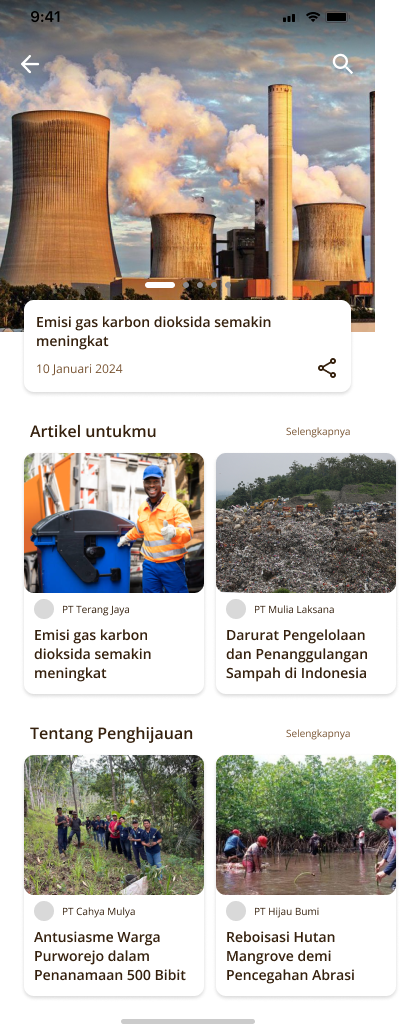 9:41
Emisi gas karbon dioksida semakin
meningkat
10 Januari 2024
Artikel untukmu
Selengkapnya
PT Terang Jaya
Emisi gas karbon
dioksida semakin
meningkat
PT Mulia Laksana
Darurat Pengelolaan
dan Penanggulangan
Sampah di Indonesia
Tentang Penghijauan
Selengkapnya
PT Cahya Mulya
Antusiasme Warga
Purworejo dalam
Penanamaan 500 Bibit
PT Hijau Bumi
Reboisasi Hutan
Mangrove demi
Pencegahan Abrasi